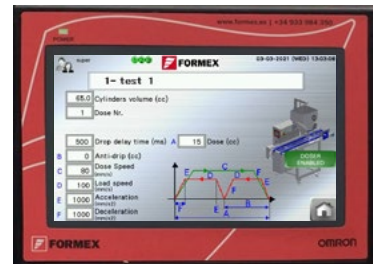 www.formex.es | +34 933 984 350
POWER
super
FORMEX
03-03-2021 (WED) 13:03:08
1- test 1
65.0 Cylinders volume (cc)
1 Dose Nr.
500 Drop delay time (ms) A 15 Dose (cc)
B 0 Anti-drip (cc)
C 80 Dose Speed (mm/s)
D 100 Load speed (mm/s)
E 1000 Acceleration (mm/s2)
F 1000 Deceleration (mm/s2)
C
E D D F
F E B
A
DOSER
ENABLED
FORMEX
OMRON